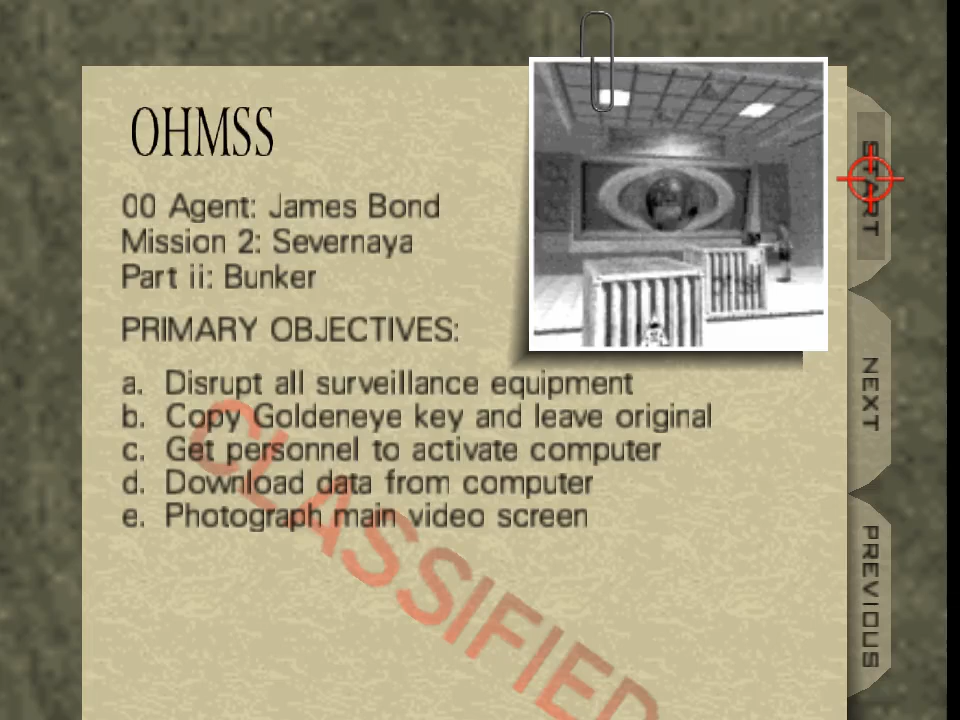 OHMSS
00 Agent: James Bond
Mission 2: Severnaya
Part ii: Bunker
PRIMARY OBJECTIVES:
a. Disrupt all surveillance equipment
b. Copy Goldeneye key and leave original
c. Get personnel to activate computer
d. Download data from computer
e. Photograph main video screen
CLASSIFIED
START
NEXT
PREVIOUS